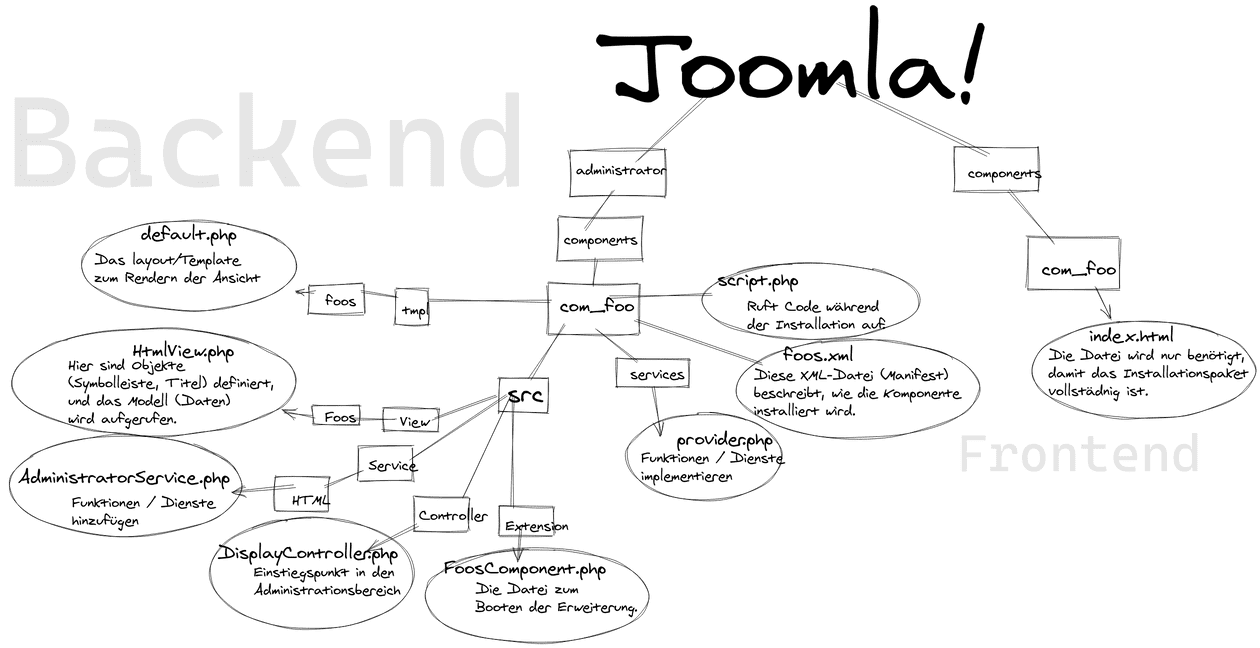 Joomla!
Backend
administrator
components
components
default.php
Das layout/Template
zum Rendern der Ansicht
foos
tmpl
com_foo
com_foo
script.php
Ruft Code während
der Installation auf
index.html
Die Datei wird nur benötigt,
damit das Installationspaket
vollstädnig ist.
HtmlView.php
Hier sind Objekte
(Symbolleiste, Titel) definiert,
und das Modell (Daten)
wird aufgerufen.
Foos
View
src
services
foos.xml
Diese XML-Datei (Manifest)
beschreibt, wie die Komponente
installiert wird.
provider.php
Funktionen / Dienste
implementieren
Frontend
AdministratorService.php
Funktionen / Dienste
hinzufügen
HTML
Service
Controller
Extension
DisplayController.php
Einstiegspunkt in den
Administrationsbereich
FoosComponent.php
Die Datei zum
Booten der Erweiterung.